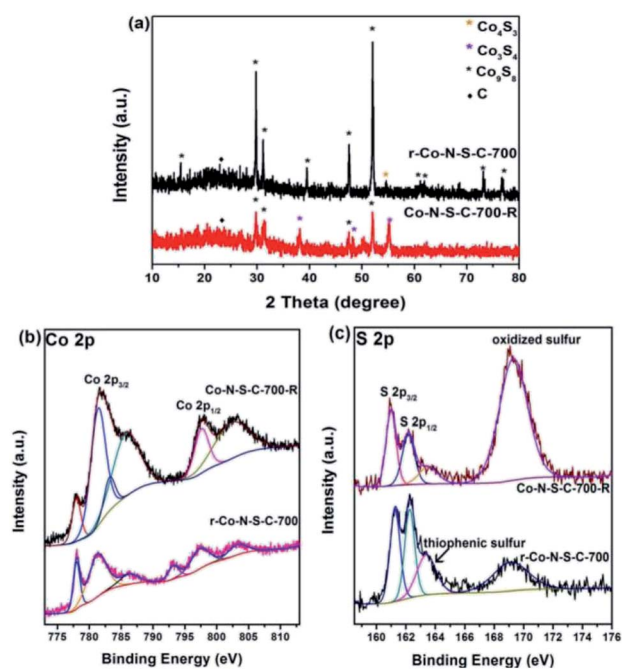 (a)
* Co₄S₃
* Co₃S₄
* Co₉S₈
♦ C
r-Co-N-S-C-700
Co-N-S-C-700-R
Intensity (a.u.)
10 20 30 40 50 60 70 80
2 Theta (degree)
(b) Co 2p
Co 2p₃/₂
Co 2p₁/₂
Co-N-S-C-700-R
r-Co-N-S-C-700
Intensity (a.u.)
775 780 785 790 795 800 805 810
Binding Energy (eV)
(c) S 2p
oxidized sulfur
S 2p₃/₂
S 2p₁/₂
Co-N-S-C-700-R
thiophenic sulfur
r-Co-N-S-C-700
Intensity (a.u.)
160 162 164 166 168 170 172 174 176
Binding Energy (eV)